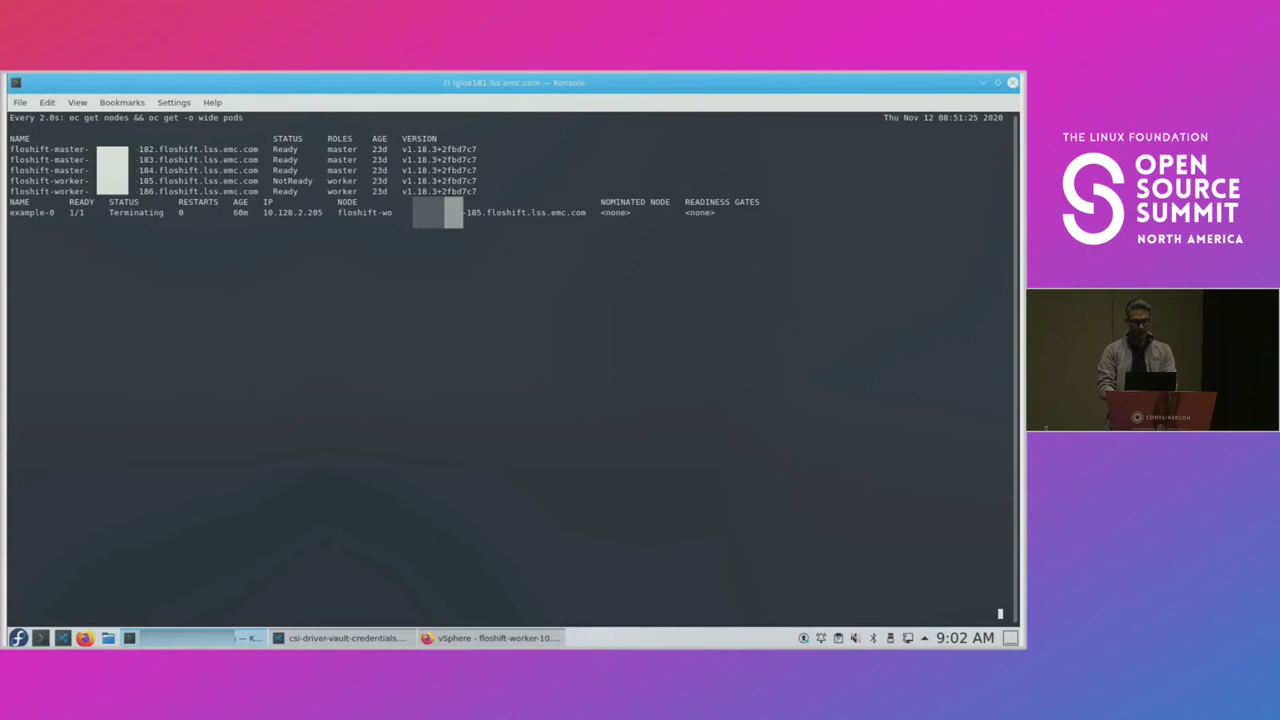 () lglox181.lss.emc.com — Konsole
File Edit View Bookmarks Settings Help
Every 2.0s: oc get nodes && oc get -o wide pods Thu Nov 12 08:51:25 2020
NAME STATUS ROLES AGE VERSION
floshift-master- -182.floshift.lss.emc.com Ready master 23d v1.18.3+2fbd7c7
floshift-master- -183.floshift.lss.emc.com Ready master 23d v1.18.3+2fbd7c7
floshift-master- -184.floshift.lss.emc.com Ready master 23d v1.18.3+2fbd7c7
floshift-worker- -185.floshift.lss.emc.com NotReady worker 23d v1.18.3+2fbd7c7
floshift-worker- -186.floshift.lss.emc.com Ready worker 23d v1.18.3+2fbd7c7
NAME READY STATUS RESTARTS AGE IP NODE NOMINATED NODE READINESS GATES
example-0 1/1 Terminating 0 60m 10.128.2.205 floshift-wo -185.floshift.lss.emc.com <none> <none>
— K...
csi-driver-vault-credentials....
vSphere - floshift-worker-10....
9:02 AM
THE LINUX FOUNDATION
OPEN
SOURCE
SUMMIT
NORTH AMERICA
CONTAINERCON